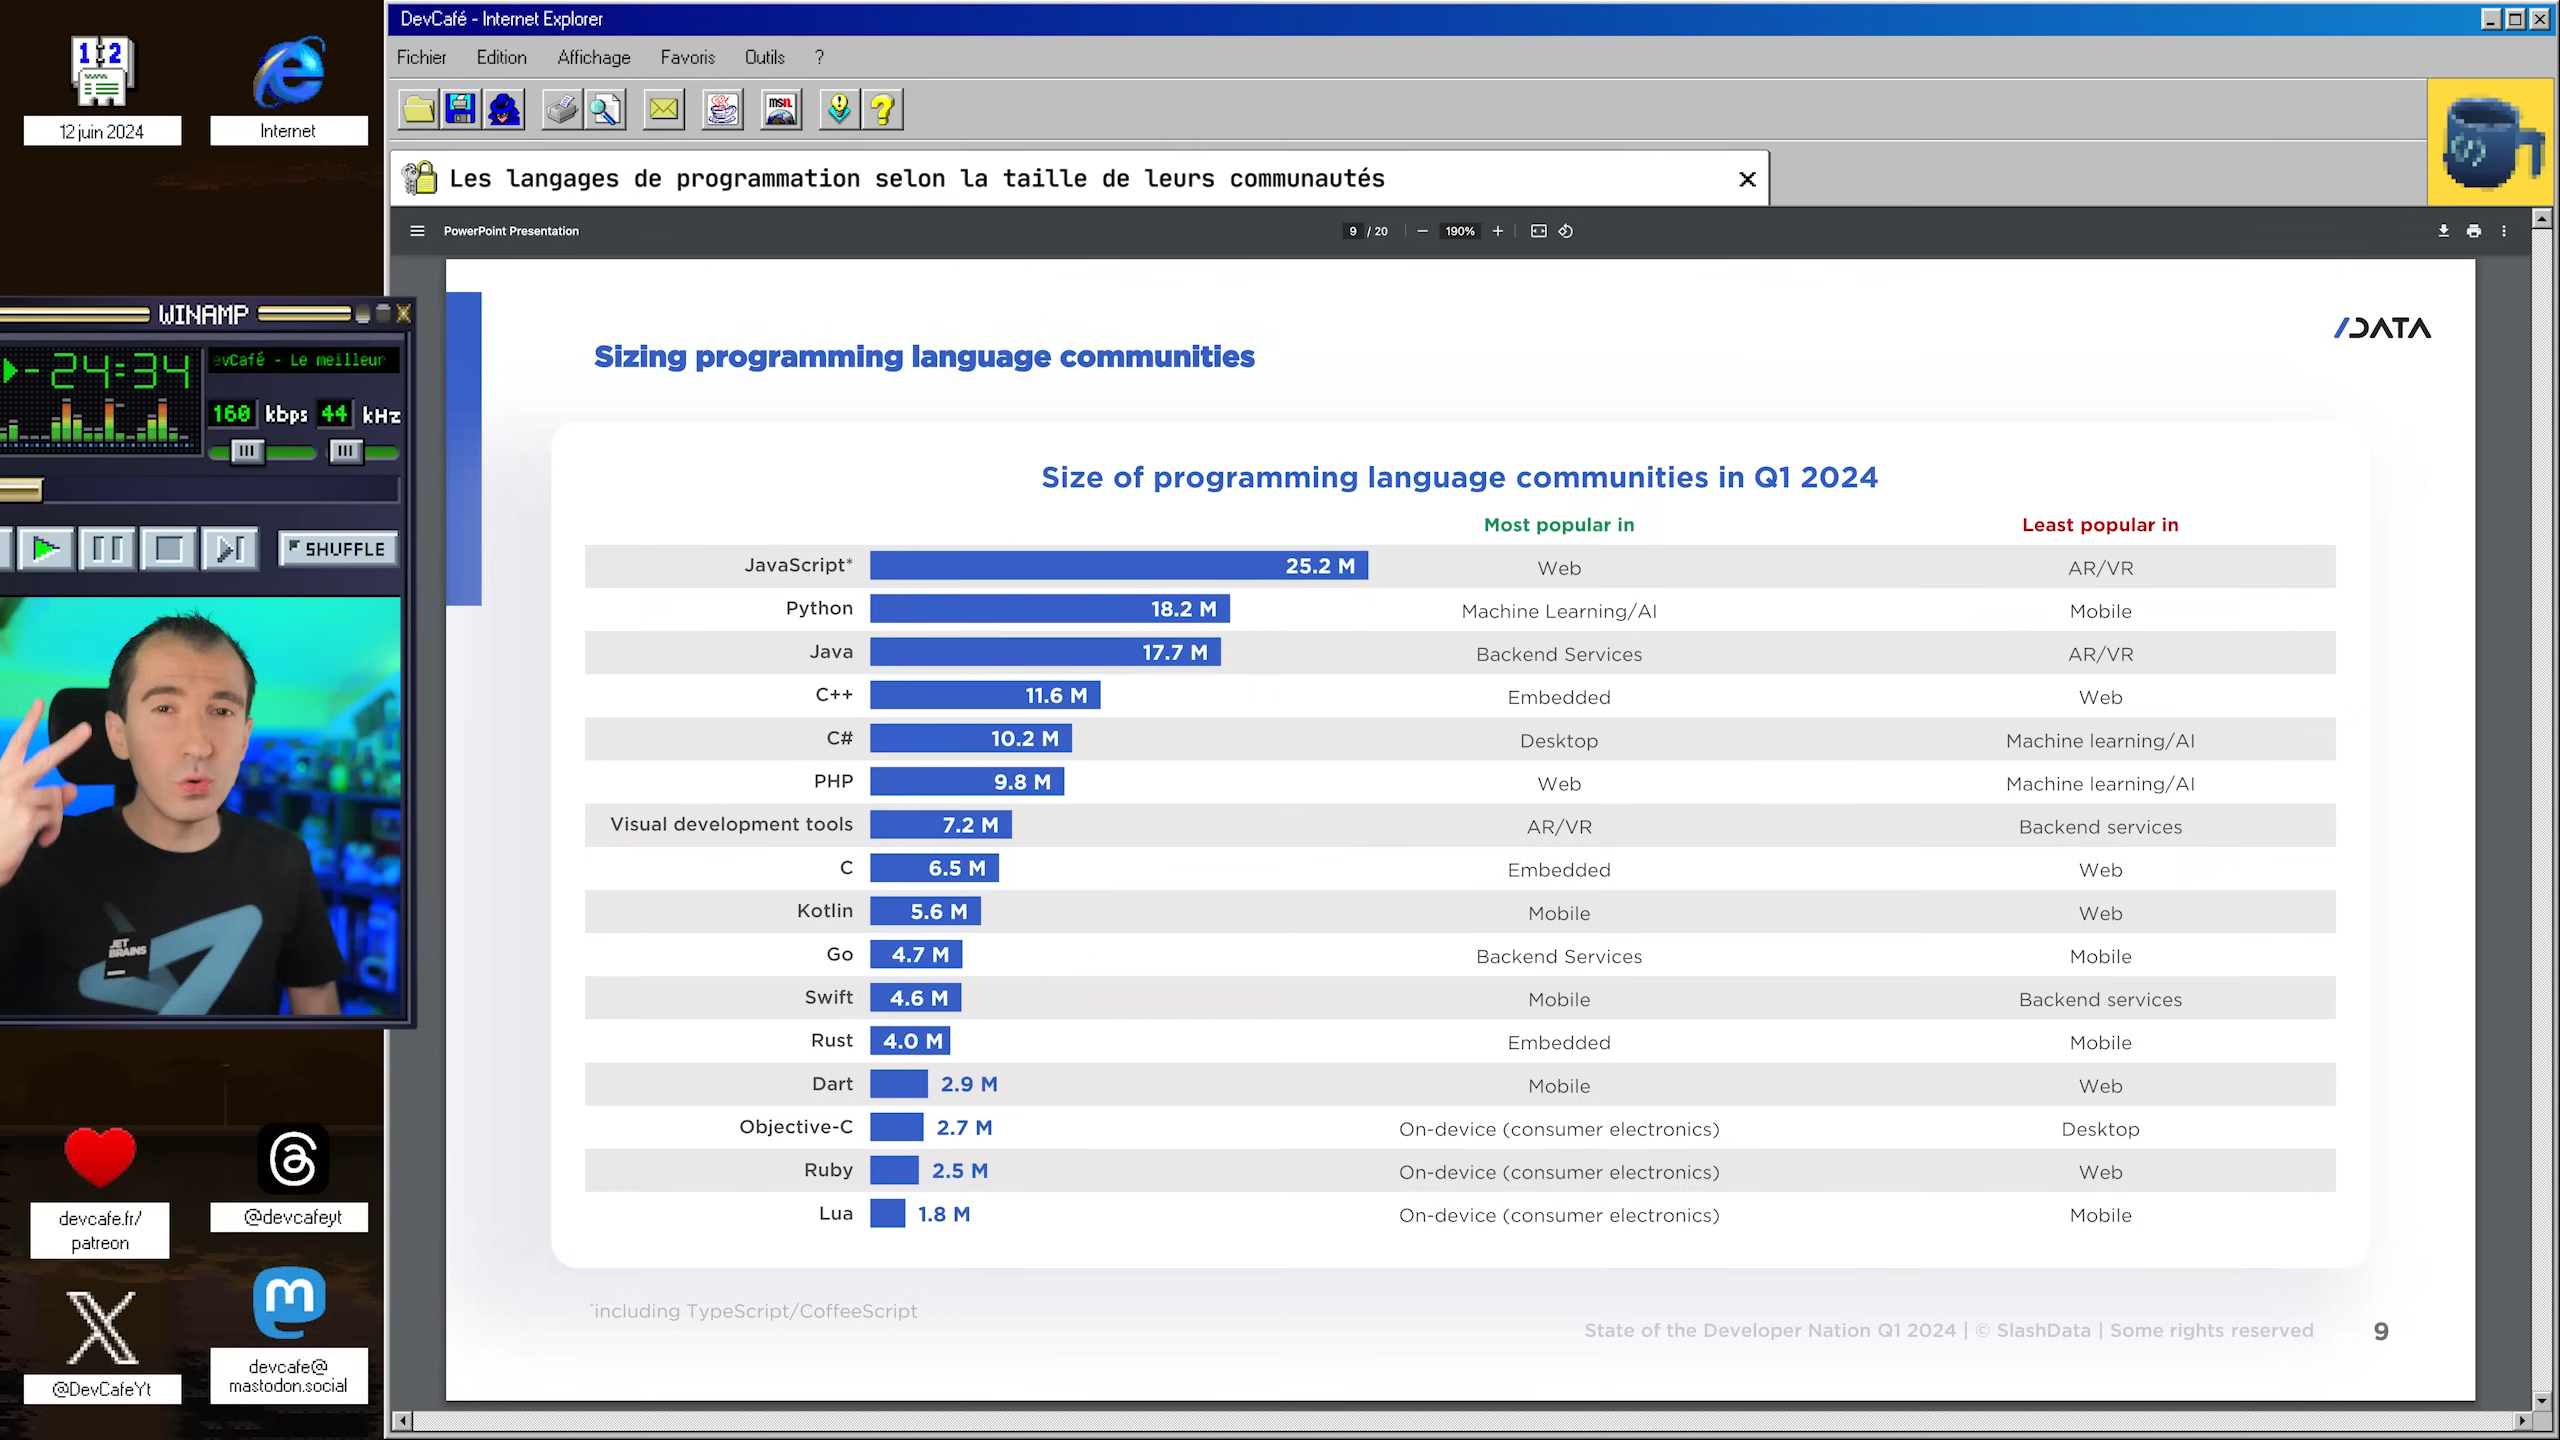 12 juin 2024
Internet
DevCafé - Internet Explorer
Fichier Edition Affichage Favoris Outils ?
msn
Les langages de programmation selon la taille de leurs communautés
PowerPoint Presentation
9 / 20
190%
WINAMP
-24:34
evCafé - Le meilleur
160 kbps 44 kHz
SHUFFLE
JET
BRAINS
devcafe.fr/
patreon
@devcafeyt
@DevCafeYt
devcafe@
mastodon.social
/DATA
Sizing programming language communities
Size of programming language communities in Q1 2024
Most popular in Least popular in
JavaScript* 25.2 M Web AR/VR
Python 18.2 M Machine Learning/AI Mobile
Java 17.7 M Backend Services AR/VR
C++ 11.6 M Embedded Web
C# 10.2 M Desktop Machine learning/AI
PHP 9.8 M Web Machine learning/AI
Visual development tools 7.2 M AR/VR Backend services
C 6.5 M Embedded Web
Kotlin 5.6 M Mobile Web
Go 4.7 M Backend Services Mobile
Swift 4.6 M Mobile Backend services
Rust 4.0 M Embedded Mobile
Dart 2.9 M Mobile Web
Objective-C 2.7 M On-device (consumer electronics) Desktop
Ruby 2.5 M On-device (consumer electronics) Web
Lua 1.8 M On-device (consumer electronics) Mobile
*including TypeScript/CoffeeScript
State of the Developer Nation Q1 2024 | © SlashData | Some rights reserved 9